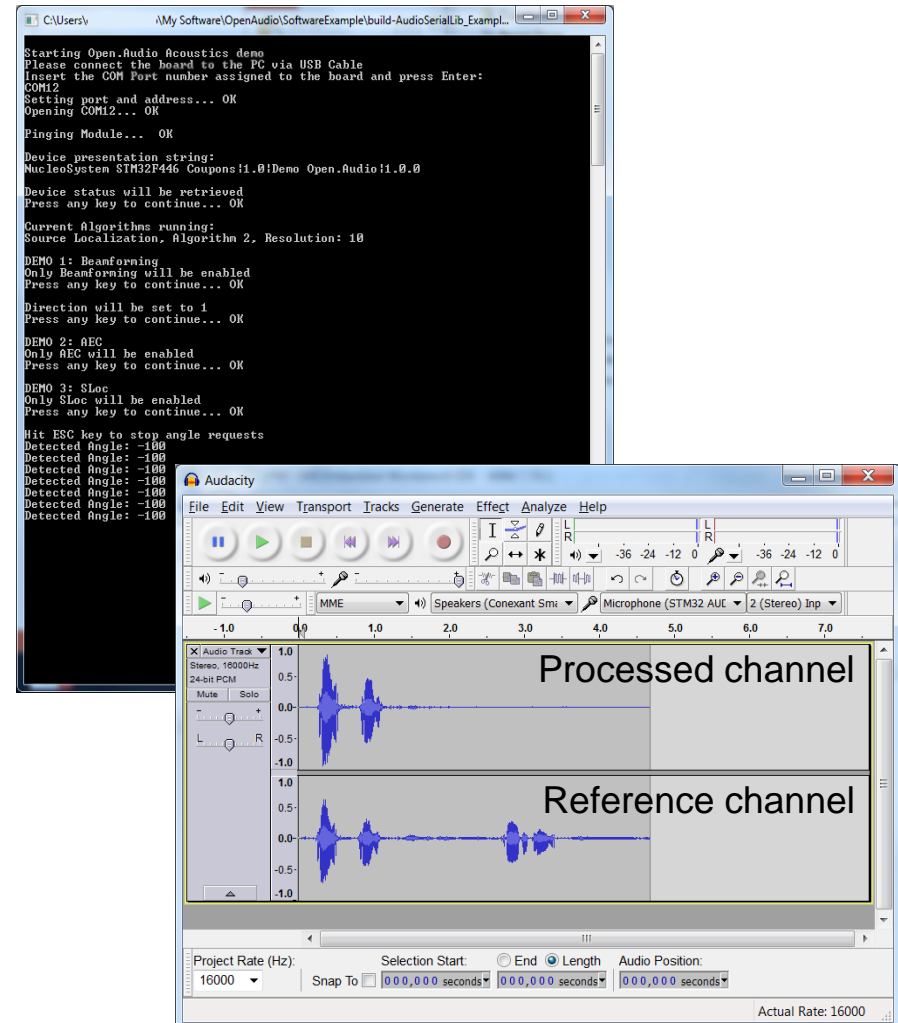 C:\Users\ \My Software\OpenAudio\SoftwareExample\build-AudioSerialLib_Exampl...
Starting Open.Audio Acoustics demo
Please connect the board to the PC via USB Cable
Insert the COM Port number assigned to the board and press Enter:
COM12
Setting port and address... OK
Opening COM12... OK
Pinging Module... OK
Device presentation string:
NucleoSystem STM32F446 Coupons|1.0|Demo Open.Audio|1.0.0
Device status will be retrieved
Press any key to continue... OK
Current Algorithms running:
Source Localization, Algorithm 2, Resolution: 10
DEMO 1: Beamforming
Only Beamforming will be enabled
Press any key to continue... OK
Direction will be set to 1
Press any key to continue... OK
DEMO 2: AEC
Only AEC will be enabled
Press any key to continue... OK
DEMO 3: SLoc
Only SLoc will be enabled
Press any key to continue... OK
Hit ESC key to stop angle requests
Detected Angle: -100
Detected Angle: -100
Detected Angle: -100
Detected Angle: -100
Detected Angle: -100
Detected Angle: -100
Detected Angle: -100
Audacity
File Edit View Transport Tracks Generate Effect Analyze Help
L
R
-36 -24 -12 0
L
R
-36 -24 -12 0
MME
Speakers (Conexant Sma
Microphone (STM32 AUD
2 (Stereo) Inp
-1.0 0.0 1.0 2.0 3.0 4.0 5.0 6.0 7.0
X Audio Track
Stereo, 16000Hz
24-bit PCM
Mute Solo
- +
L R
1.0
0.5-
0.0-
-0.5-
-1.0
Processed channel
1.0
0.5-
0.0-
-0.5-
-1.0
Reference channel
Project Rate (Hz):
16000
Snap To
Selection Start:
End Length
Audio Position:
000,000 seconds
000,000 seconds
000,000 seconds
Actual Rate: 16000